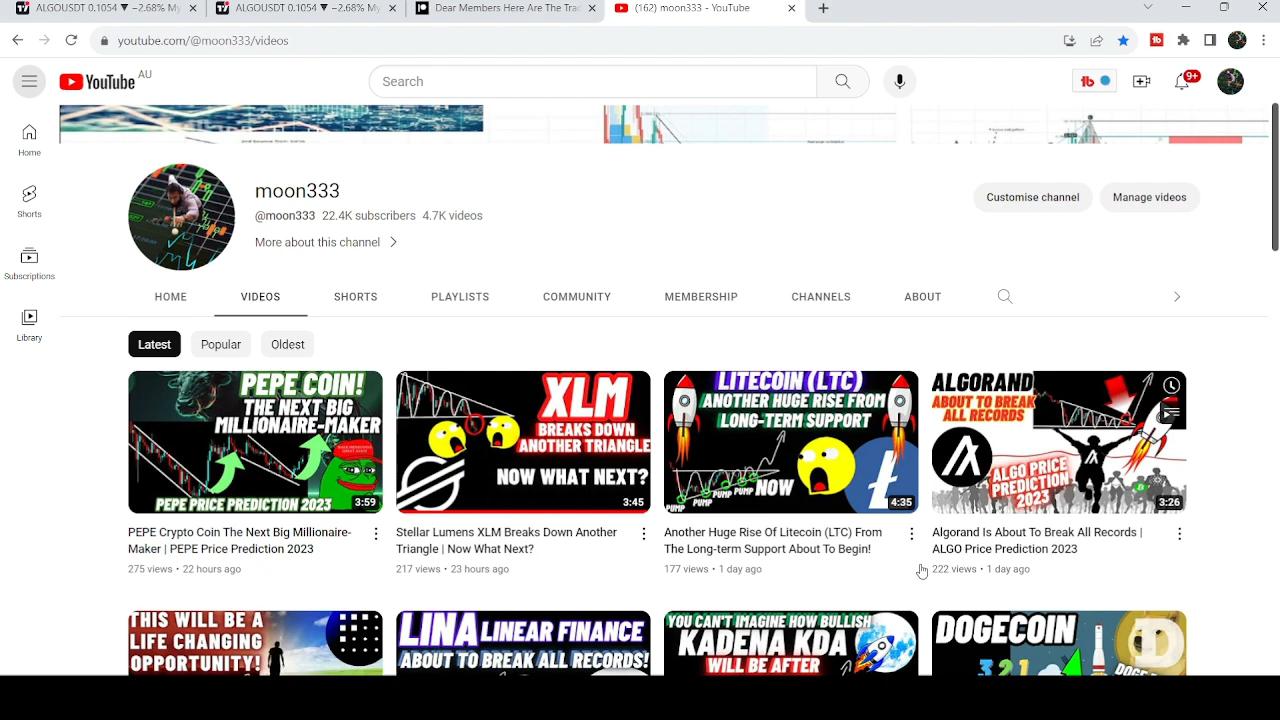 ALGOUSDT 0.1054 ▼ −2.68% My
ALGOUSDT 0.1054 ▼ −2.68% My
Dear Members Here Are The Trad
(162) moon333 - YouTube
youtube.com/@moon333/videos
YouTube AU
Search
9+
Home
Shorts
Subscriptions
Library
moon333
@moon333 22.4K subscribers 4.7K videos
More about this channel
Customise channel
Manage videos
HOME
VIDEOS
SHORTS
PLAYLISTS
COMMUNITY
MEMBERSHIP
CHANNELS
ABOUT
Latest
Popular
Oldest
PEPE COIN!
THE NEXT BIG
MILLIONAIRE-MAKER
PEPE PRICE PREDICTION 2023
3:59
PEPE Crypto Coin The Next Big Millionaire-
Maker | PEPE Price Prediction 2023
275 views • 22 hours ago
XLM
BREAKS DOWN
ANOTHER TRIANGLE
NOW WHAT NEXT?
3:45
Stellar Lumens XLM Breaks Down Another
Triangle | Now What Next?
217 views • 23 hours ago
LITECOIN (LTC)
ANOTHER HUGE RISE FROM
LONG-TERM SUPPORT
PUMP
PUMP
PUMP
PUMP
NOW
4:35
Another Huge Rise Of Litecoin (LTC) From
The Long-term Support About To Begin!
177 views • 1 day ago
ALGORAND
ABOUT TO BREAK
ALL RECORDS
ALGO PRICE
PREDICTION
2023
3:26
Algorand Is About To Break All Records |
ALGO Price Prediction 2023
222 views • 1 day ago
THIS WILL BE A
LIFE CHANGING
OPPORTUNITY!
LINA LINEAR FINANCE
ABOUT TO BREAK ALL RECORDS!
YOU CAN'T IMAGINE HOW BULLISH
KADENA KDA
WILL BE AFTER
DOGECOIN
3 2 1